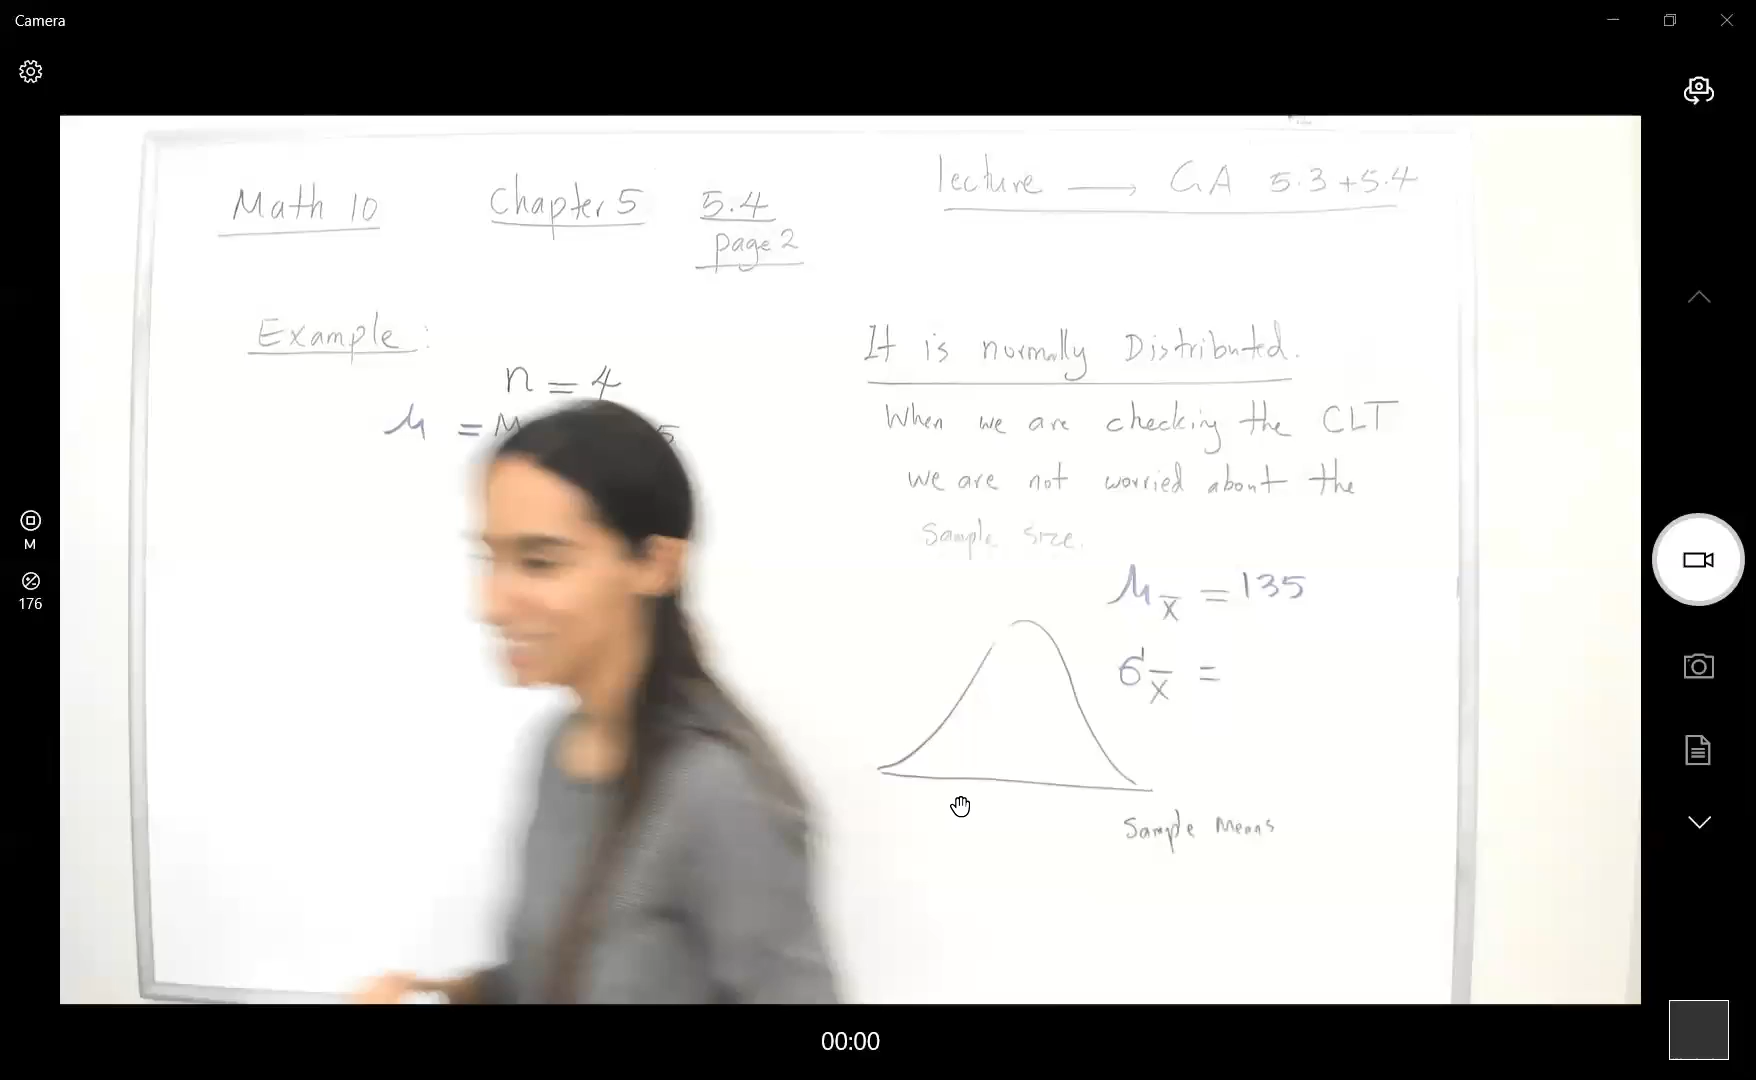 Camera
Math 10 Chapter 5 5.4
page 2
lecture → GA 5.3 + 5.4
Example:
n = 4
μ =
It is normally Distributed.
When we are checking the CLT
we are not worried about the
Sample size.
μx̄ = 135
σx̄ =
Sample Means
M
176
00:00